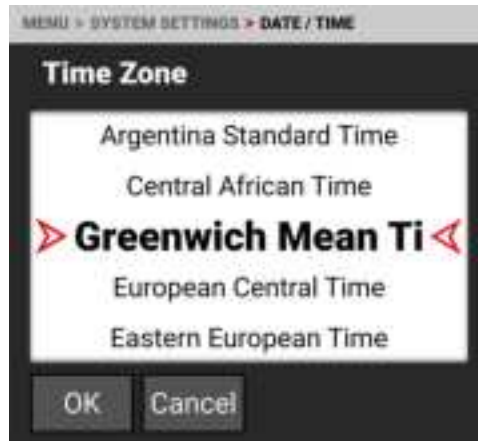 MENU > SYSTEM SETTINGS > DATE / TIME
Time Zone
Argentina Standard Time
Central African Time
Greenwich Mean Ti
European Central Time
Eastern European Time
OK Cancel